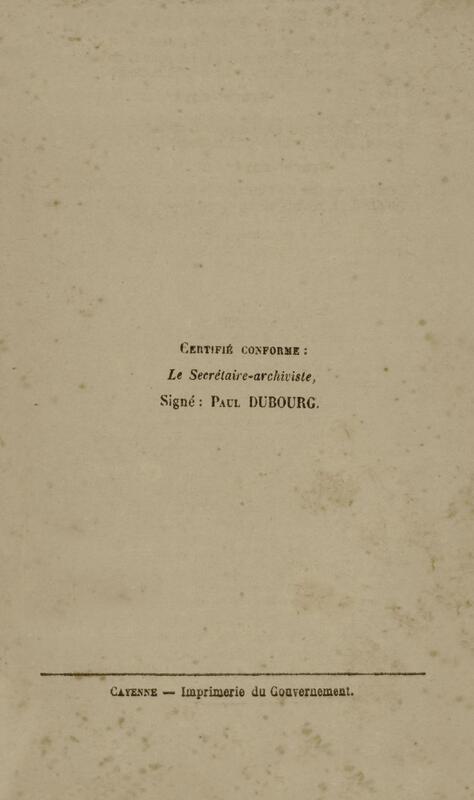 CERTIFIÉ CONFORME :
Le Secrétaire-archiviste,
Signé : PAUL DUBOURG.
CAYENNE — Imprimerie du Gouvernement.